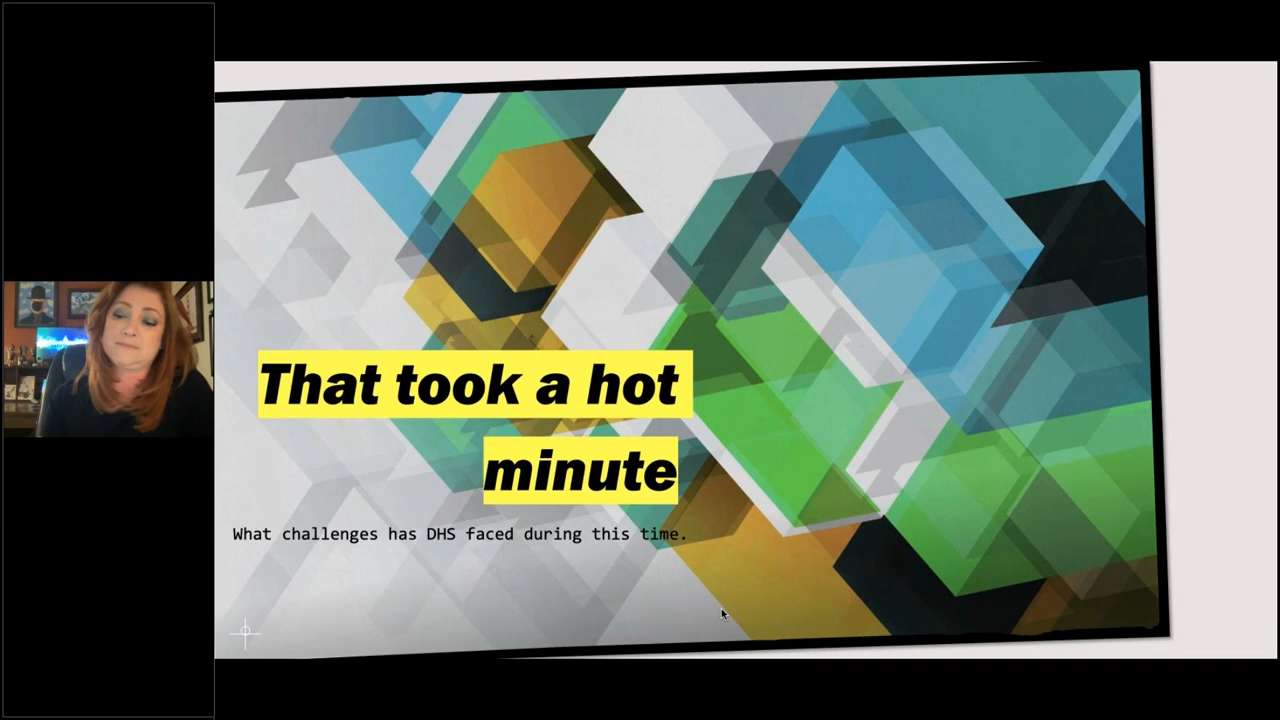 That took a hot
minute
What challenges has DHS faced during this time.